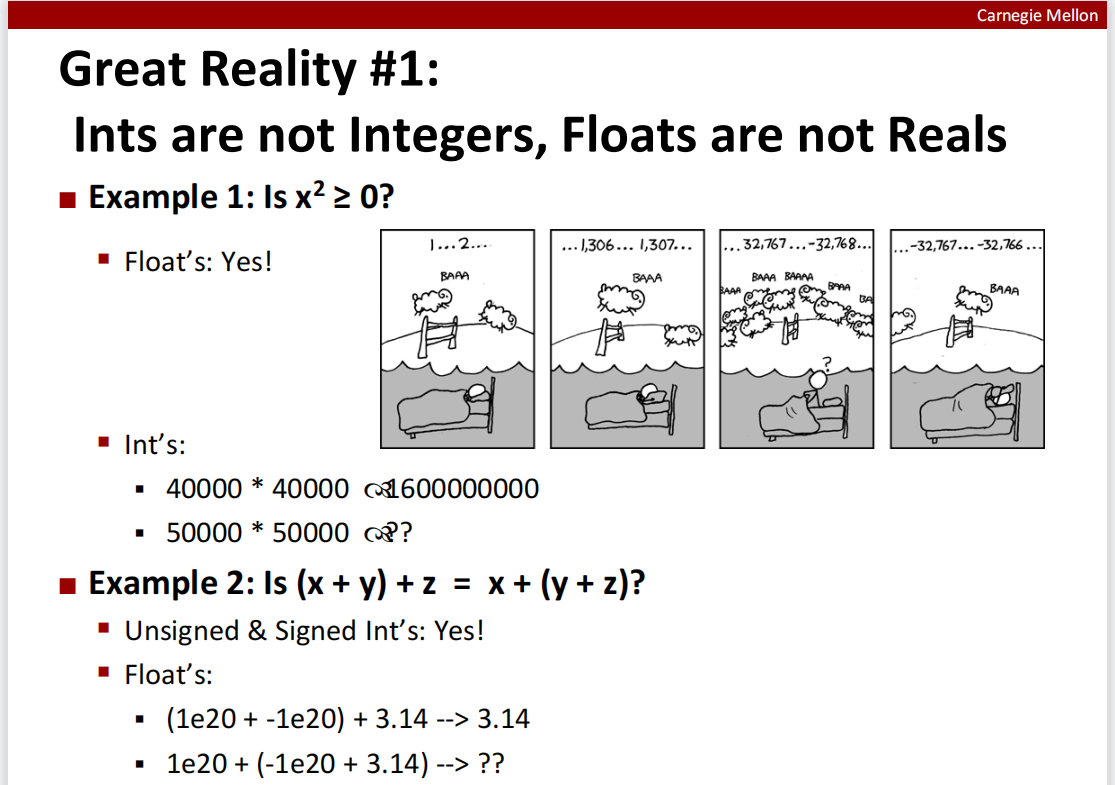 Carnegie Mellon
Great Reality #1:
Ints are not Integers, Floats are not Reals
■ Example 1: Is x² ≥ 0?
▪ Float’s: Yes!
1...2...
BAAA
...1,306... 1,307...
BAAA
...32,767...-32,768...
BAAA BAAAA
BAAA
BAAA
BA
?
...-32,767... -32,766...
BAAA
▪ Int’s:
▪ 40000 * 40000 1600000000
▪ 50000 * 50000 ??
■ Example 2: Is (x + y) + z = x + (y + z)?
▪ Unsigned & Signed Int’s: Yes!
▪ Float’s:
▪ (1e20 + -1e20) + 3.14 --> 3.14
▪ 1e20 + (-1e20 + 3.14) --> ??